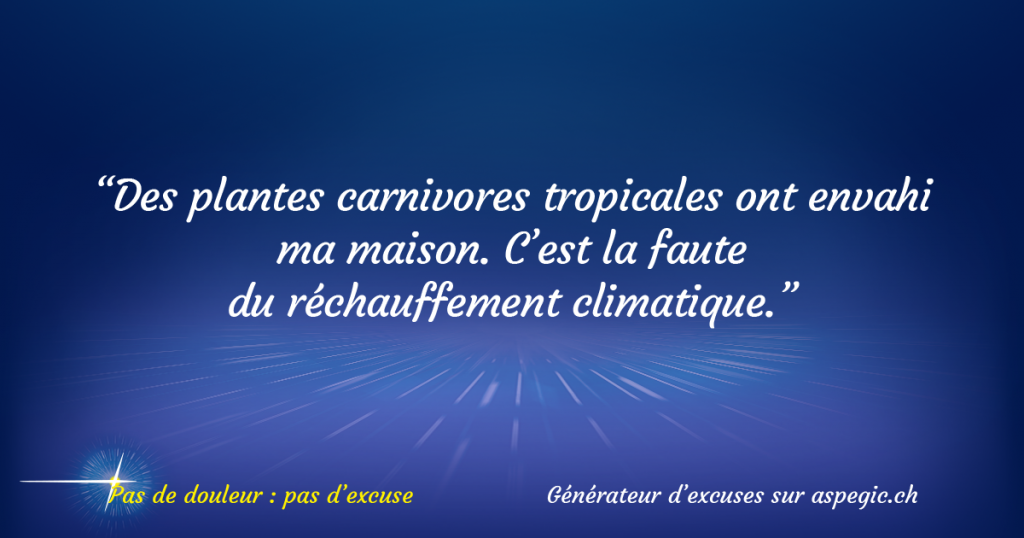 “Des plantes carnivores tropicales ont envahi
ma maison. C’est la faute
du réchauffement climatique.”
Pas de douleur : pas d’excuse
Générateur d’excuses sur aspegic.ch